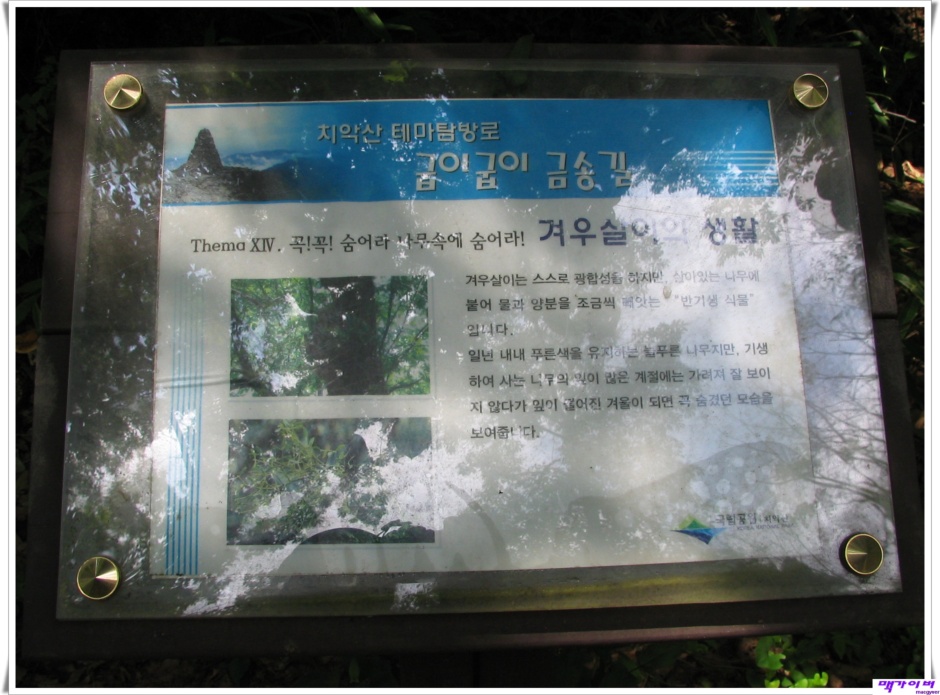 치악산 테마탐방로
굽이굽이 금송길
Thema XIV. 꼭!꼭! 숨어라 나무속에 숨어라!
겨우살이의 생활
겨우살이는 스스로 광합성을 하지만, 살아있는 나무에
붙어 물과 양분을 조금씩 빼앗는 "반기생 식물"
입니다.
일년 내내 푸른색을 유지하는 늘푸른 나무지만, 기생
하여 사는 나무의 잎이 많은 계절에는 가려져 잘 보이
지 않다가 잎이 떨어진 겨울이 되면 꼭 숨겼던 모습을
보여줍니다.
국립공원 치악산
맥가이버
macgyver